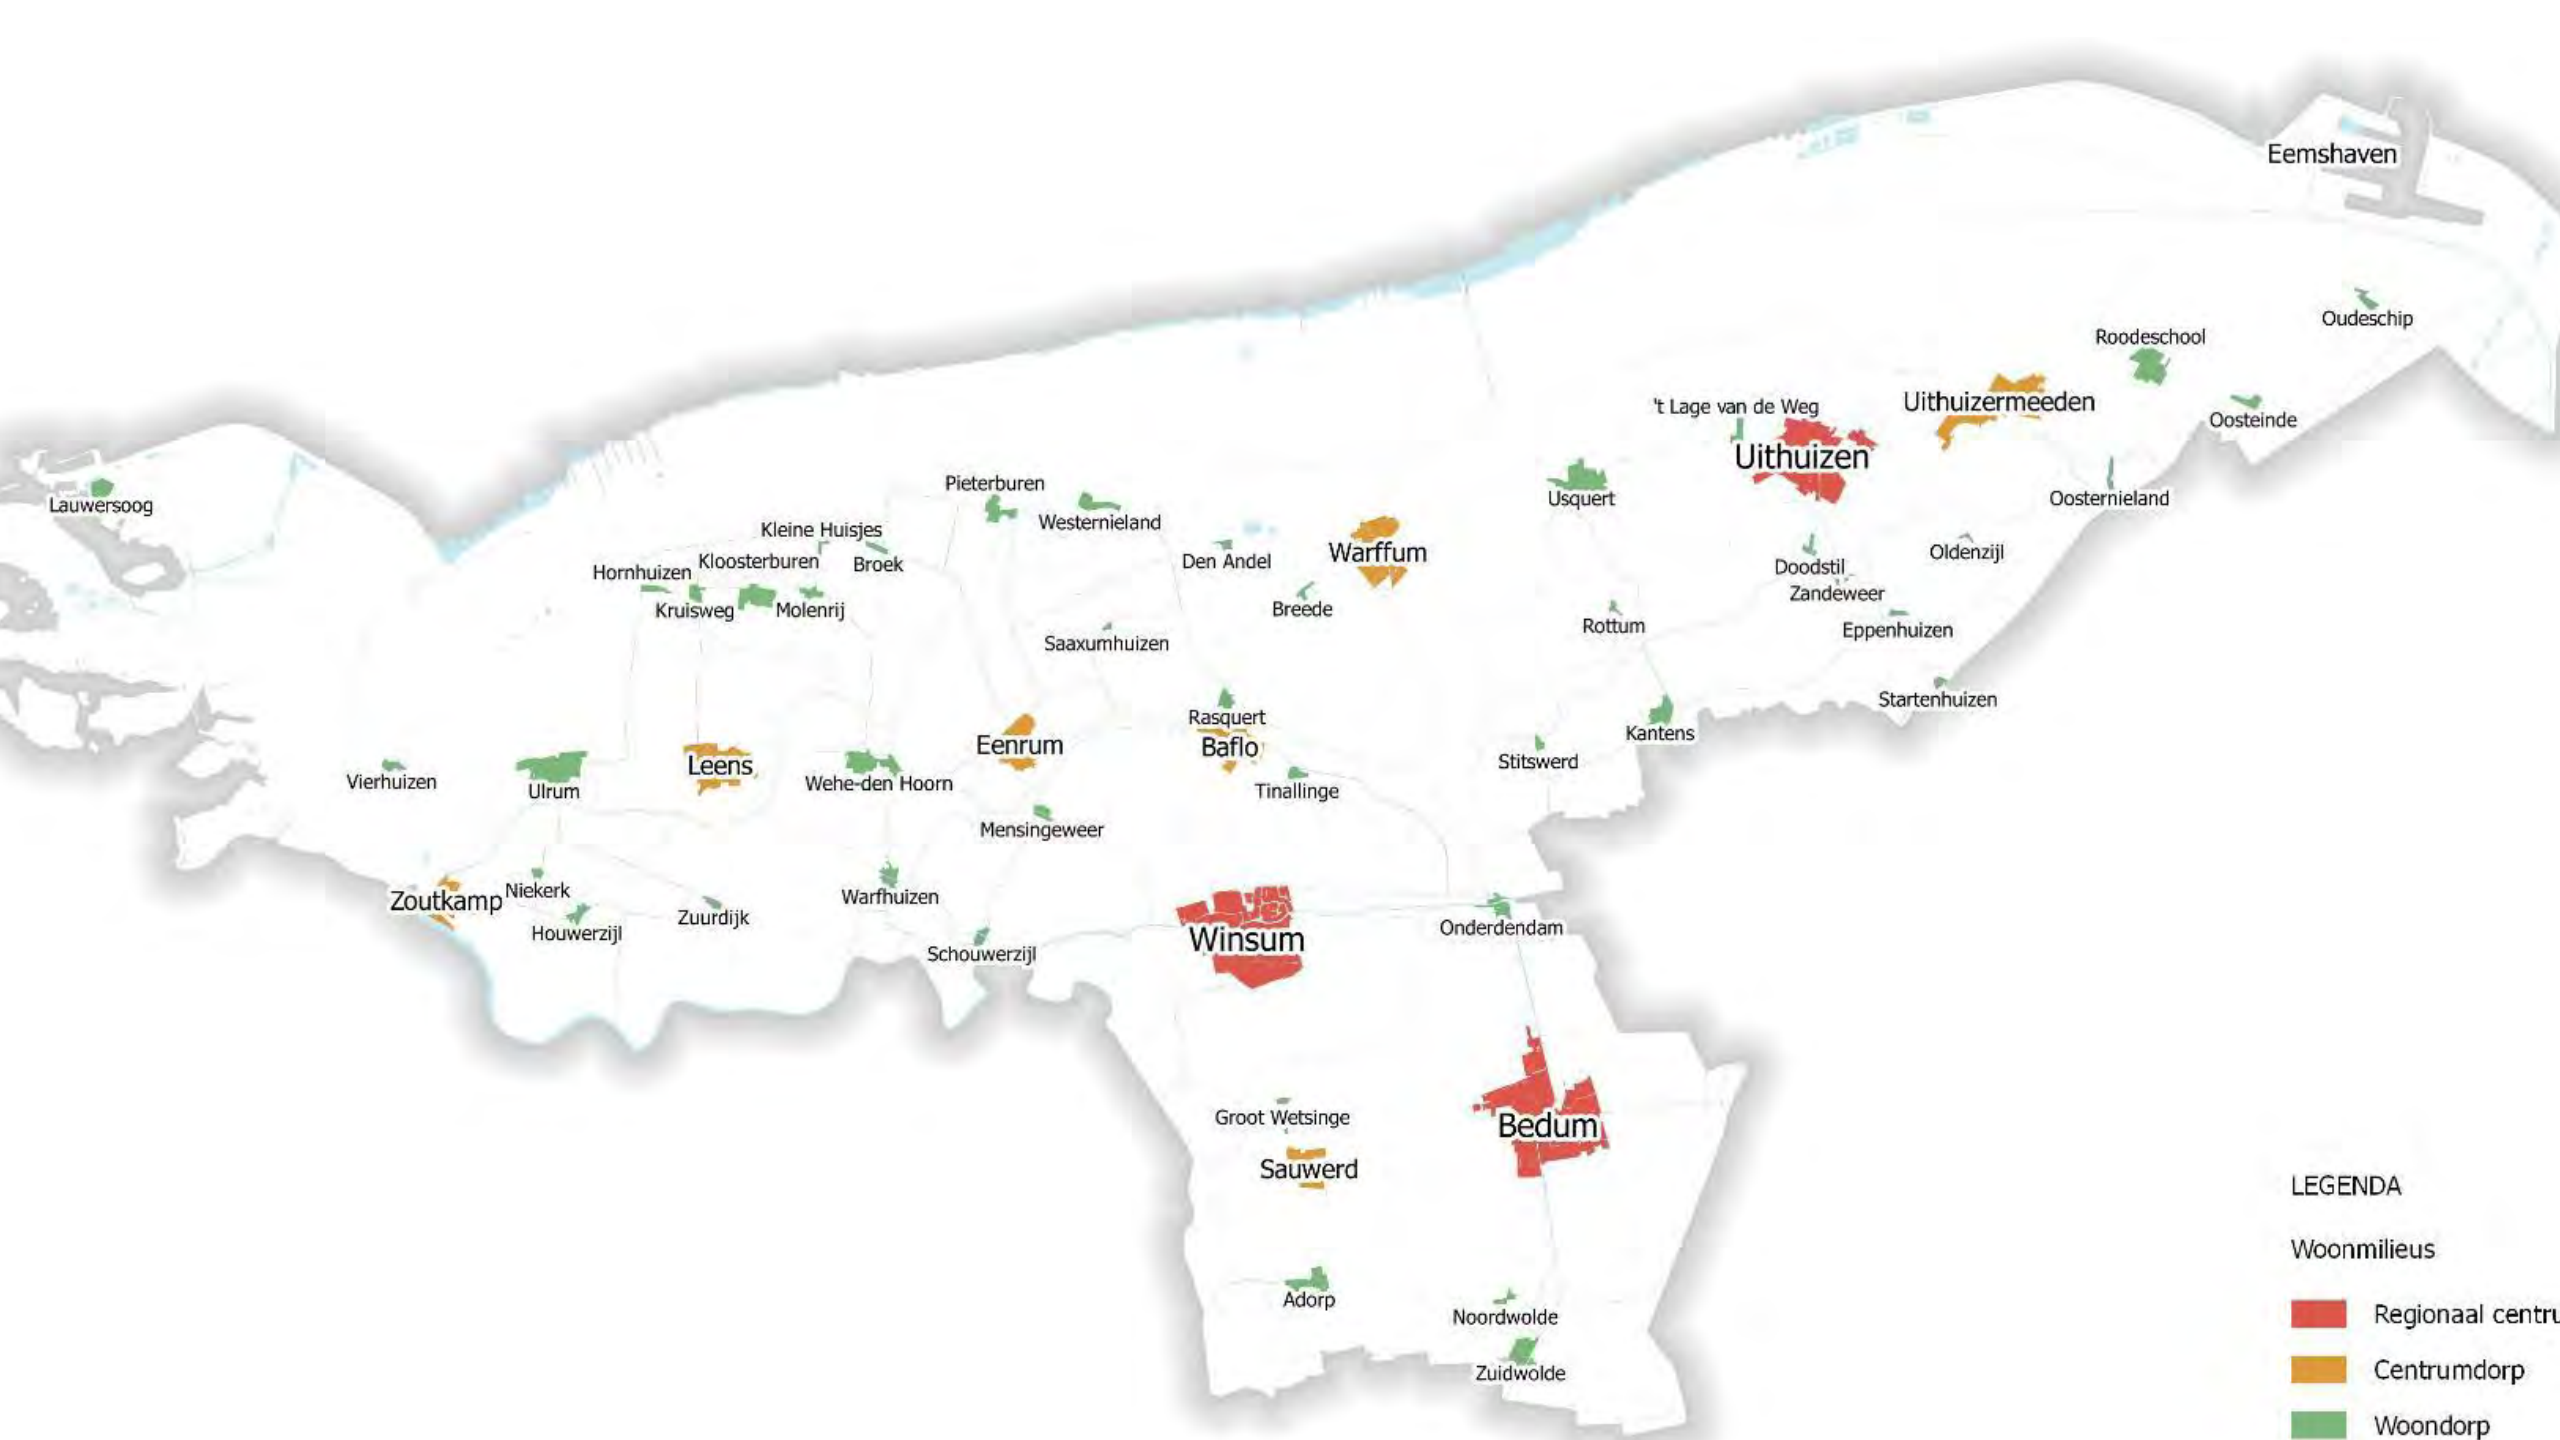 Eemshaven
Oudeschip
Roodeschool
Uithuizermeeden
't Lage van de Weg
Oosteinde
Uithuizen
Pieterburen
Usquert
Oosternieland
Lauwersoog
Westernieland
Kleine Huisjes
Warffum
Oldenzijl
Kloosterburen
Broek
Den Andel
Doodstil
Hornhuizen
Zandeweer
Kruisweg
Molenrij
Breede
Rottum
Eppenhuizen
Saaxumhuizen
Startenhuizen
Rasquert
Kantens
Eenrum
Baflo
Leens
Stitswerd
Vierhuizen
Ulrum
Wehe-den Hoorn
Tinallinge
Mensingeweer
Niekerk
Zoutkamp
Warfhuizen
Zuurdijk
Onderdendam
Houwerzijl
Winsum
Schouwerzijl
Groot Wetsinge
Bedum
Sauwerd
Adorp
Noordwolde
Zuidwolde
LEGENDA
Woonmilieus
Regionaal centru
Centrumdorp
Woondorp